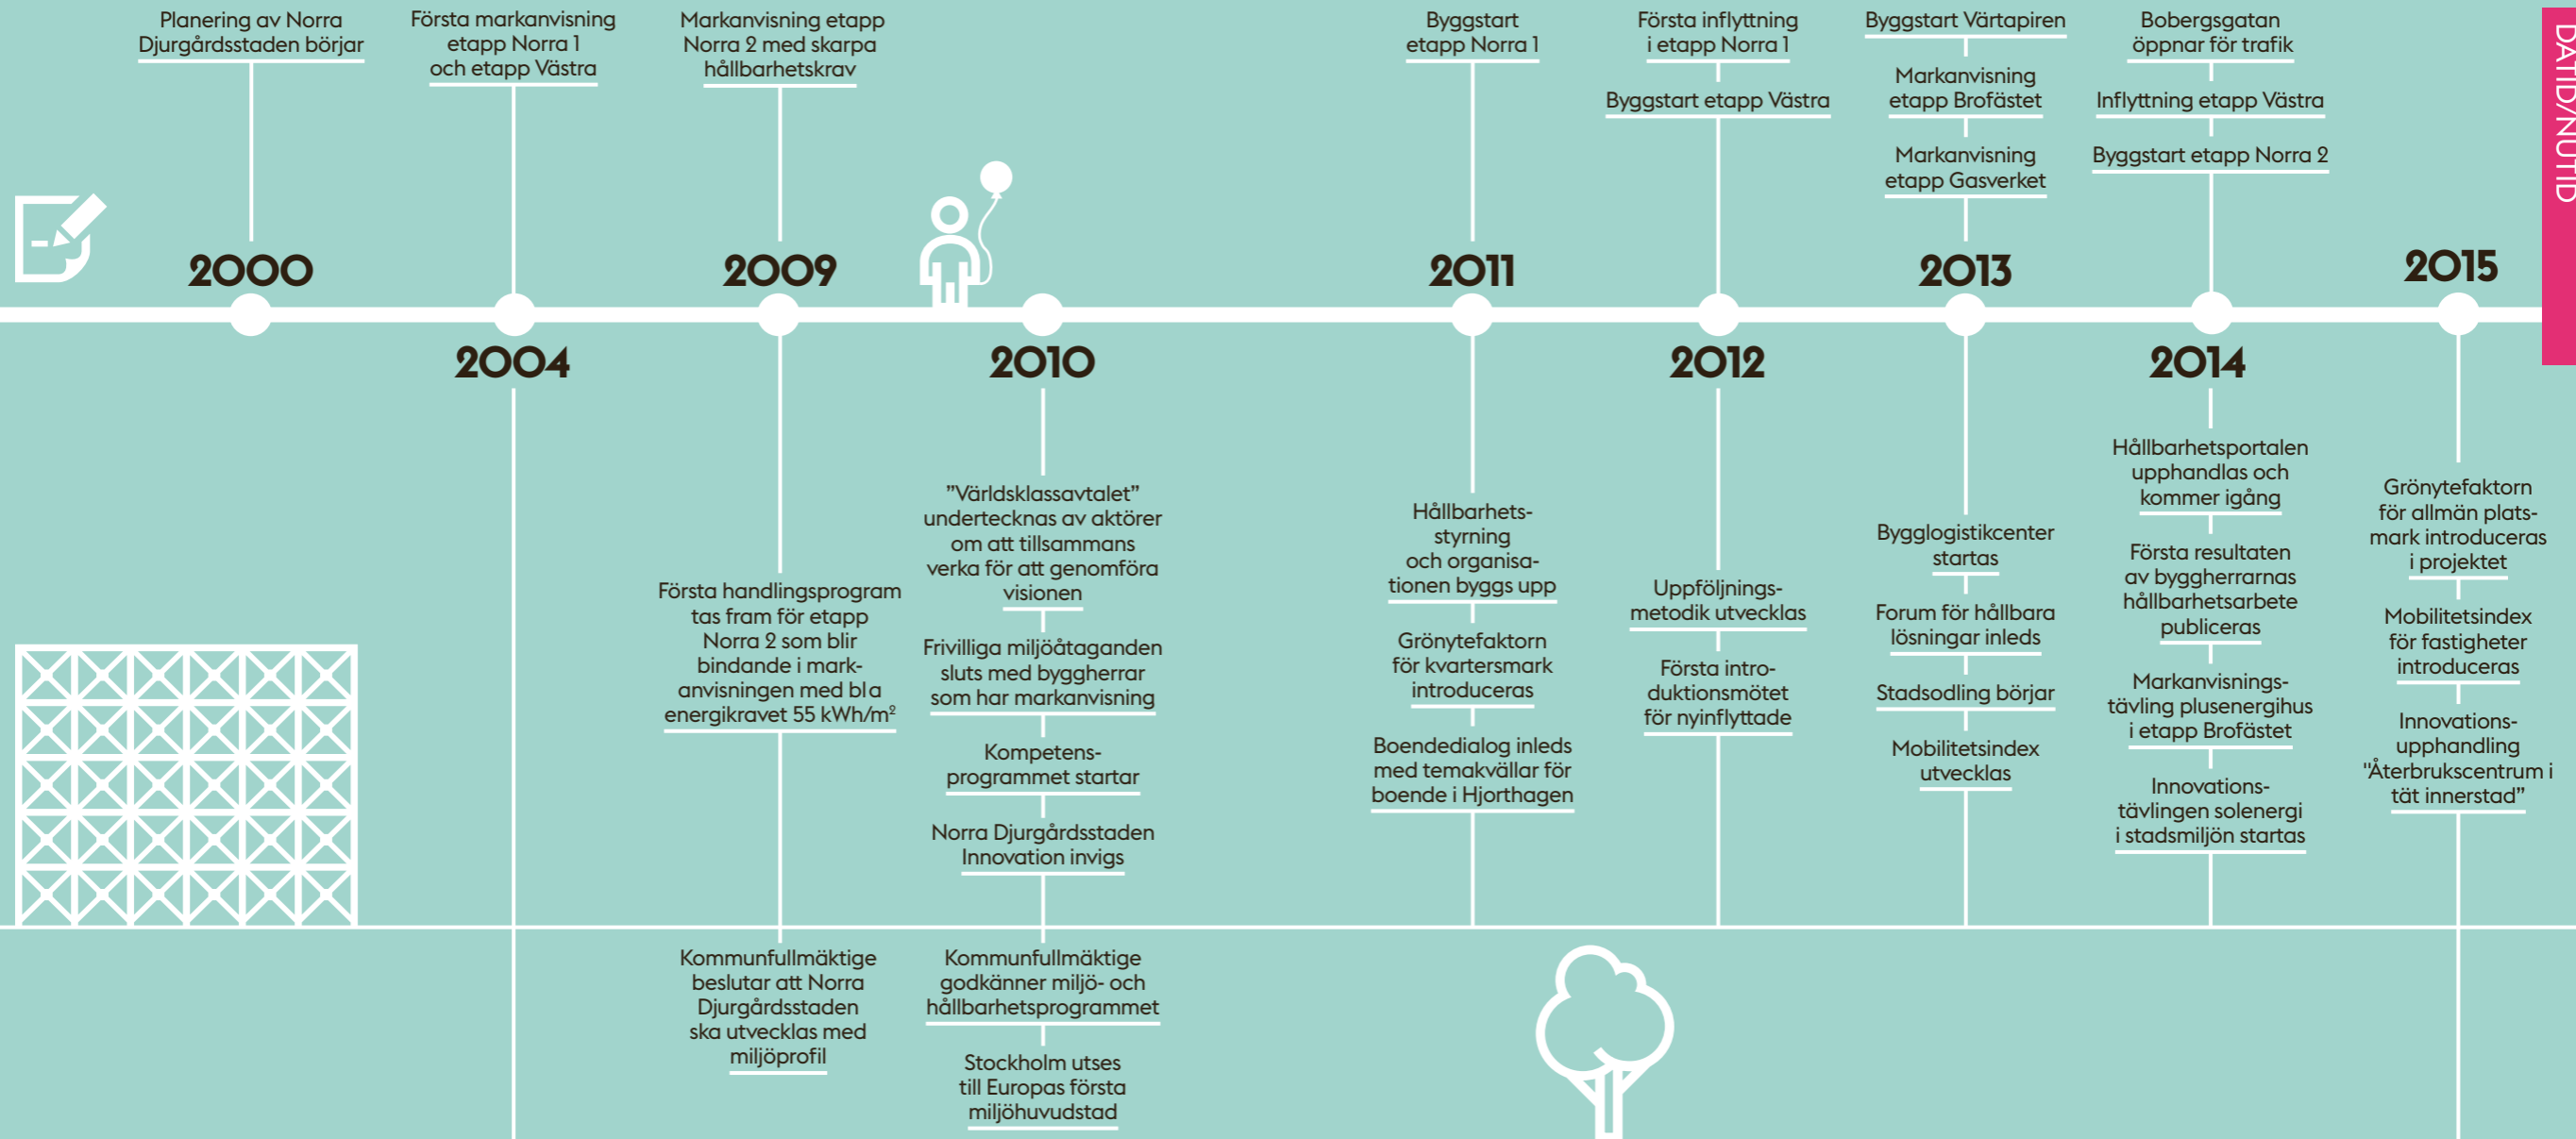 Planering av Norra
Djurgårdsstaden börjar
2000
Första markanvisning
etapp Norra 1
och etapp Västra
2004
Markanvisning etapp
Norra 2 med skarpa
hållbarhetskrav
2009
Första handlingsprogram
tas fram för etapp
Norra 2 som blir
bindande i mark-
anvisningen med bl a
energikravet 55 kWh/m²
Kommunfullmäktige
beslutar att Norra
Djurgårdsstaden
ska utvecklas med
miljöprofil
2010
”Världsklassavtalet”
undertecknas av aktörer
om att tillsammans
verka för att genomföra
visionen
Frivilliga miljöåtaganden
sluts med byggherrar
som har markanvisning
Kompetens-
programmet startar
Norra Djurgårdsstaden
Innovation invigs
Kommunfullmäktige
godkänner miljö- och
hållbarhetsprogrammet
Stockholm utses
till Europas första
miljöhuvudstad
Byggstart
etapp Norra 1
2011
Hållbarhets-
styrning
och organisa-
tionen byggs upp
Grönytefaktorn
för kvartersmark
introduceras
Boendedialog inleds
med temakvällar för
boende i Hjorthagen
Första inflyttning
i etapp Norra 1
Byggstart etapp Västra
2012
Uppföljnings-
metodik utvecklas
Första intro-
duktionsmötet
för nyinflyttade
Byggstart Värtapiren
Markanvisning
etapp Brofästet
Markanvisning
etapp Gasverket
2013
Bygglogistikcenter
startas
Forum för hållbara
lösningar inleds
Stadsodling börjar
Mobilitetsindex
utvecklas
Bobergsgatan
öppnar för trafik
Inflyttning etapp Västra
Byggstart etapp Norra 2
2014
Hållbarhetsportalen
upphandlas och
kommer igång
Första resultaten
av byggherrarnas
hållbarhetsarbete
publiceras
Markanvisnings-
tävling plusenergihus
i etapp Brofästet
Innovations-
tävlingen solenergi
i stadsmiljön startas
2015
Grönytefaktorn
för allmän plats-
mark introduceras
i projektet
Mobilitetsindex
för fastigheter
introduceras
Innovations-
upphandling
"Återbrukscentrum i
tät innerstad”
DÅTID/NUTID